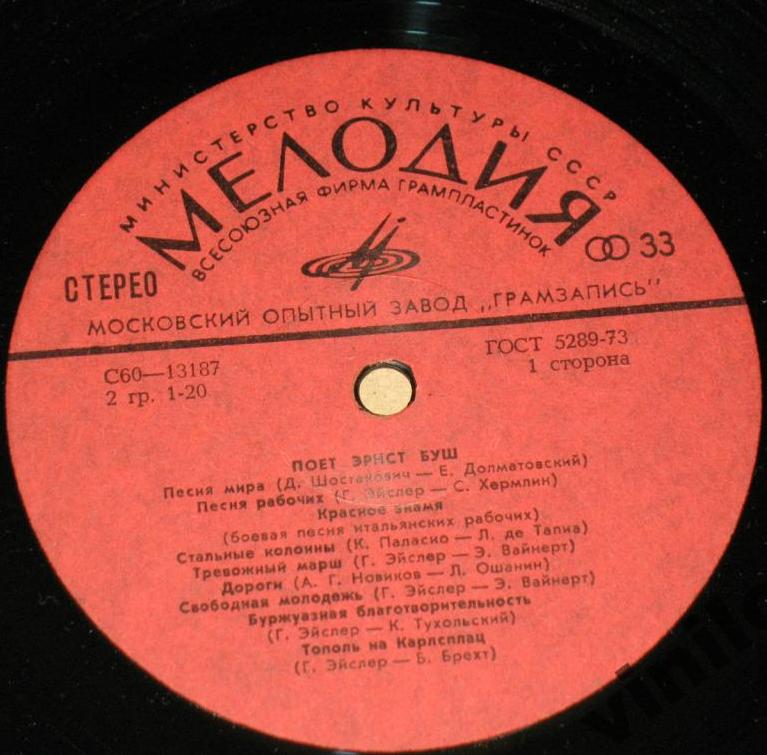 МИНИСТЕРСТВО КУЛЬТУРЫ СССР
МЕЛОДИЯ
ВСЕСОЮЗНАЯ ФИРМА ГРАМПЛАСТИНОК
СТЕРЕО
33
МОСКОВСКИЙ ОПЫТНЫЙ ЗАВОД „ГРАМЗАПИСЬ"
С60—13187
2 гр. 1-20
ГОСТ 5289-73
1 сторона
ПОЕТ ЭРНСТ БУШ
Песня мира (Д. Шостакович — Е. Долматовский)
Песня рабочих (Г. Эйслер — С. Хермлин)
Красное знамя
(боевая песня итальянских рабочих)
Стальные колонны (К. Паласио — Л. де Тапиа)
Тревожный марш (Г. Эйслер — Э. Вайнерт)
Дороги (А. Г. Новиков — Л. Ошанин)
Свободная молодежь (Г. Эйслер — Э. Вайнерт)
Буржуазная благотворительность
(Г. Эйслер — К. Тухольский)
Тополь на Карлсплац
(Г. Эйслер — Б. Брехт)